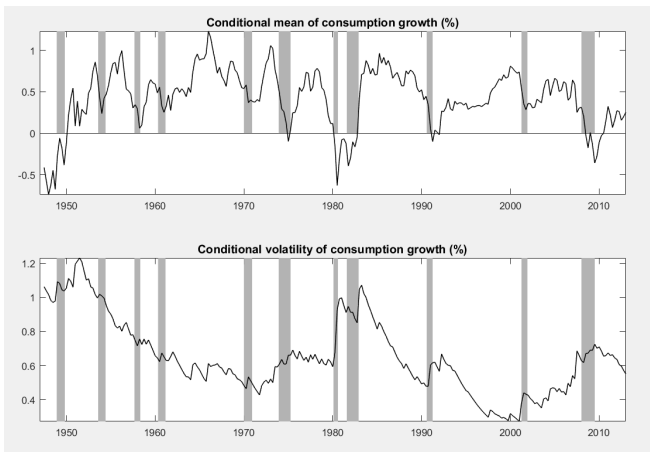 Conditional mean of consumption growth (%)
1
0.5
0
-0.5
1950 1960 1970 1980 1990 2000 2010
Conditional volatility of consumption growth (%)
1.2
1
0.8
0.6
0.4
1950 1960 1970 1980 1990 2000 2010